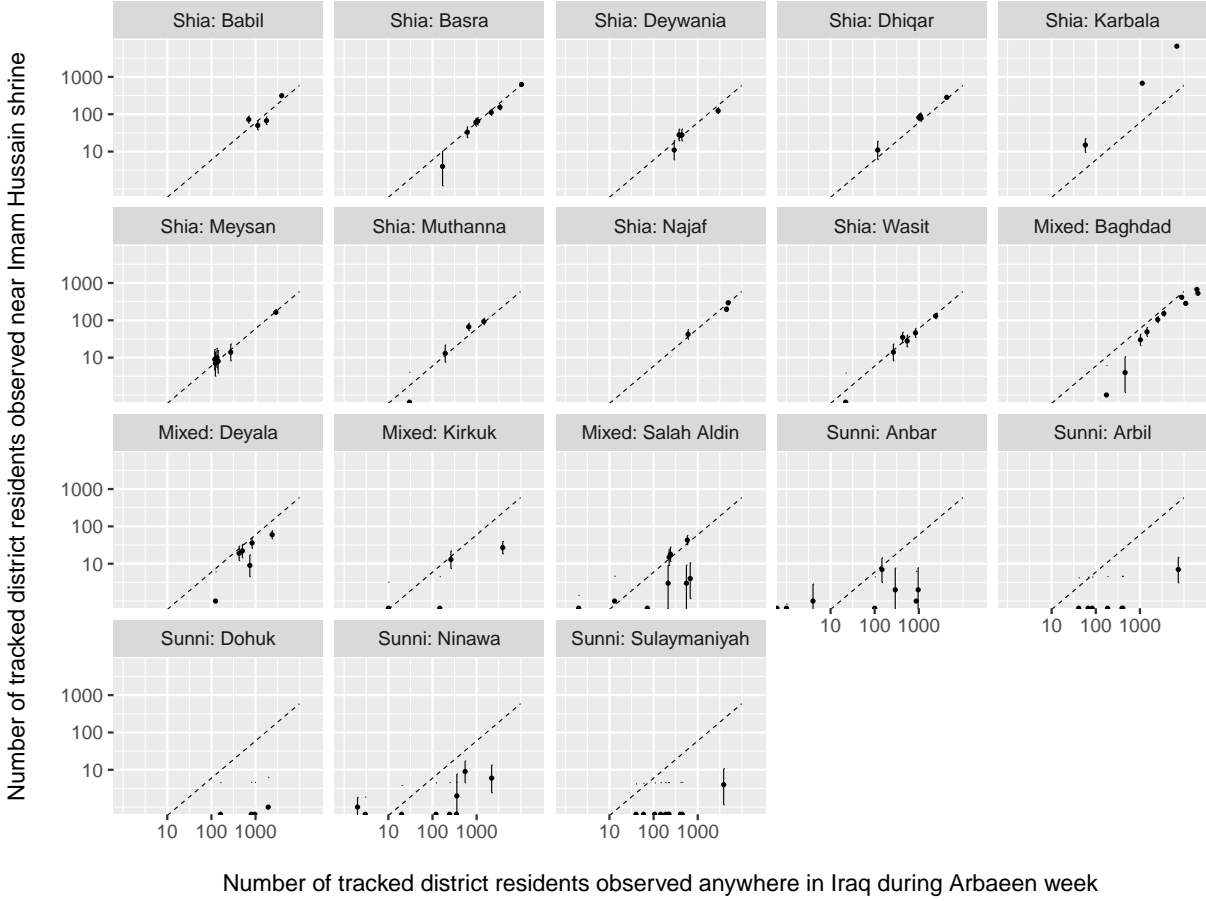 Number of tracked district residents observed near Imam Hussain shrine
Shia: Babil
Shia: Basra
Shia: Deywania
Shia: Dhiqar
Shia: Karbala
1000
100
10
Shia: Meysan
Shia: Muthanna
Shia: Najaf
Shia: Wasit
Mixed: Baghdad
1000
100
10
Mixed: Deyala
Mixed: Kirkuk
Mixed: Salah Aldin
Sunni: Anbar
Sunni: Arbil
1000
100
10
10 100 1000
10 100 1000
Sunni: Dohuk
Sunni: Ninawa
Sunni: Sulaymaniyah
1000
100
10
10 100 1000
10 100 1000
10 100 1000
Number of tracked district residents observed anywhere in Iraq during Arbaeen week